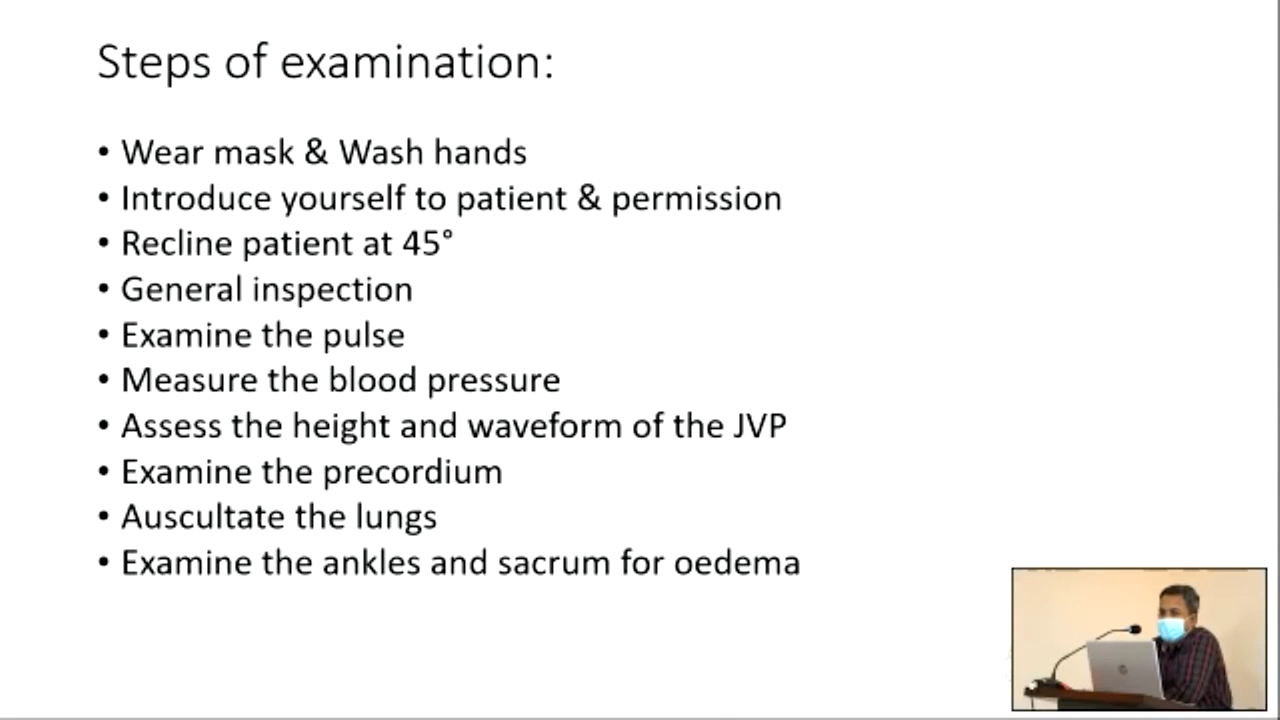 Steps of examination:
• Wear mask & Wash hands
• Introduce yourself to patient & permission
• Recline patient at 45°
• General inspection
• Examine the pulse
• Measure the blood pressure
• Assess the height and waveform of the JVP
• Examine the precordium
• Auscultate the lungs
• Examine the ankles and sacrum for oedema